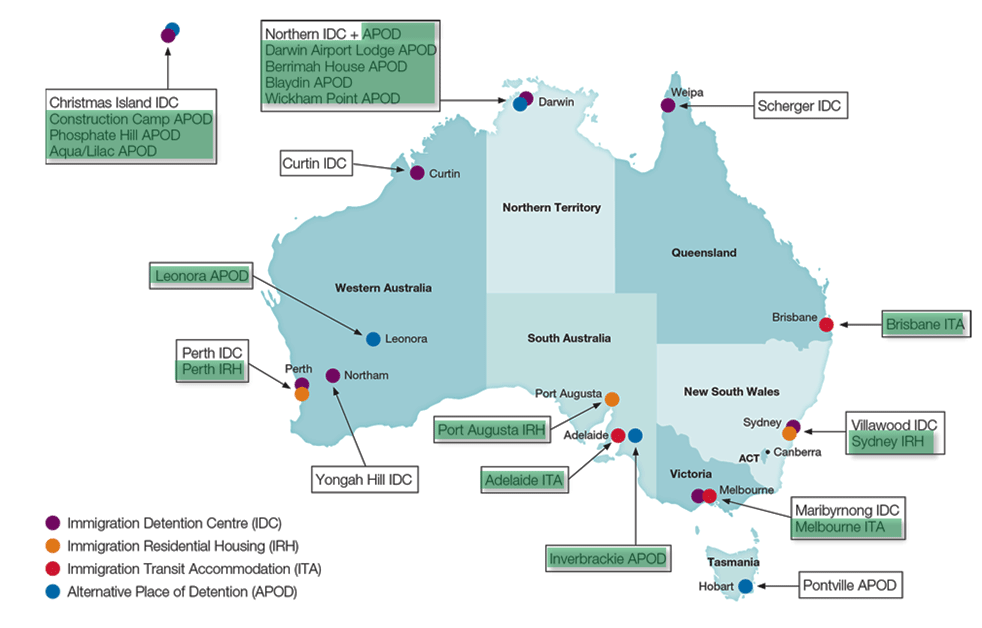 Northern IDC + APOD
Darwin Airport Lodge APOD
Berrimah House APOD
Blaydin APOD
Wickham Point APOD
Christmas Island IDC
Construction Camp APOD
Phosphate Hill APOD
Aqua/Lilac APOD
Darwin
Weipa
Scherger IDC
Curtin IDC
Curtin
Northern Territory
Queensland
Leonora APOD
Western Australia
Brisbane
Brisbane ITA
Leonora
South Australia
Perth IDC
Perth IRH
Perth
Northam
Port Augusta
New South Wales
Port Augusta IRH
Adelaide
Sydney
Villawood IDC
Sydney IRH
ACT
Canberra
Yongah Hill IDC
Adelaide ITA
Victoria
Melbourne
Maribyrnong IDC
Melbourne ITA
Immigration Detention Centre (IDC)
Immigration Residential Housing (IRH)
Immigration Transit Accommodation (ITA)
Alternative Place of Detention (APOD)
Inverbrackie APOD
Tasmania
Hobart
Pontville APOD